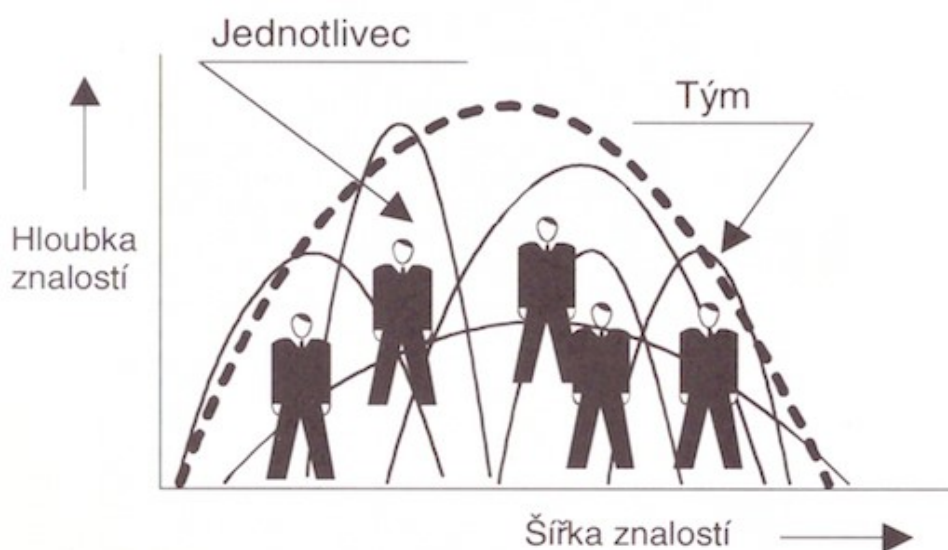 Jednotlivec
Tým
Hloubka
znalostí
Šířka znalostí